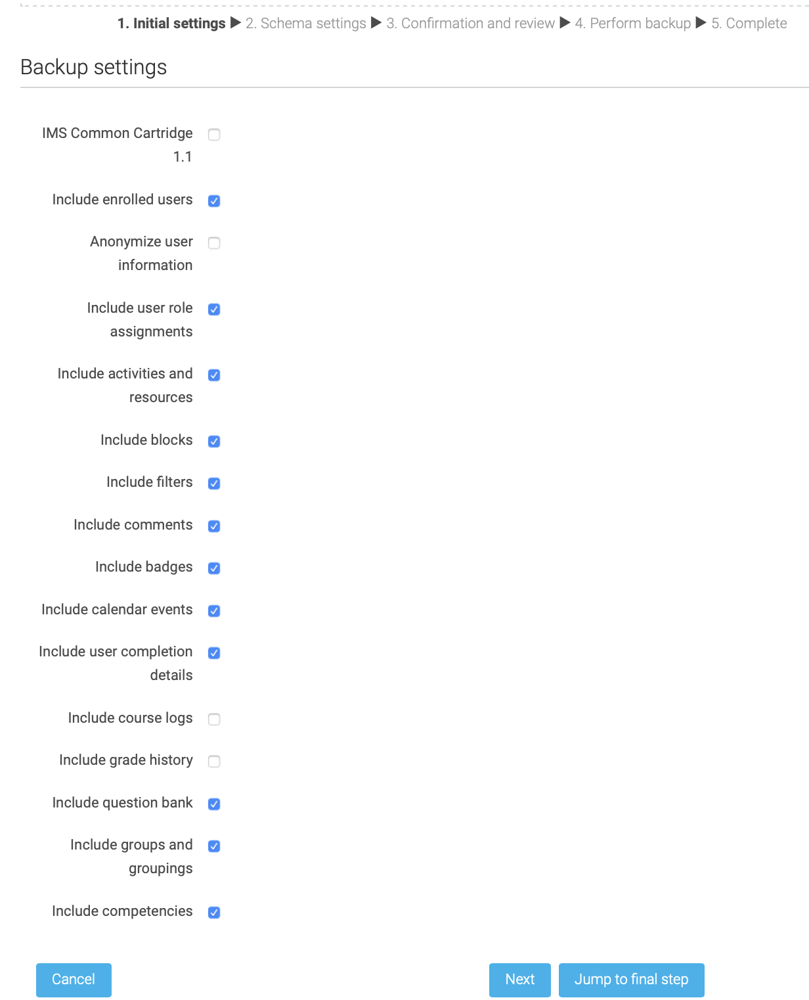 1. Initial settings ▶ 2. Schema settings ▶ 3. Confirmation and review ▶ 4. Perform backup ▶ 5. Complete
Backup settings
IMS Common Cartridge
1.1
Include enrolled users
Anonymize user
information
Include user role
assignments
Include activities and
resources
Include blocks
Include filters
Include comments
Include badges
Include calendar events
Include user completion
details
Include course logs
Include grade history
Include question bank
Include groups and
groupings
Include competencies
Cancel Next Jump to final step